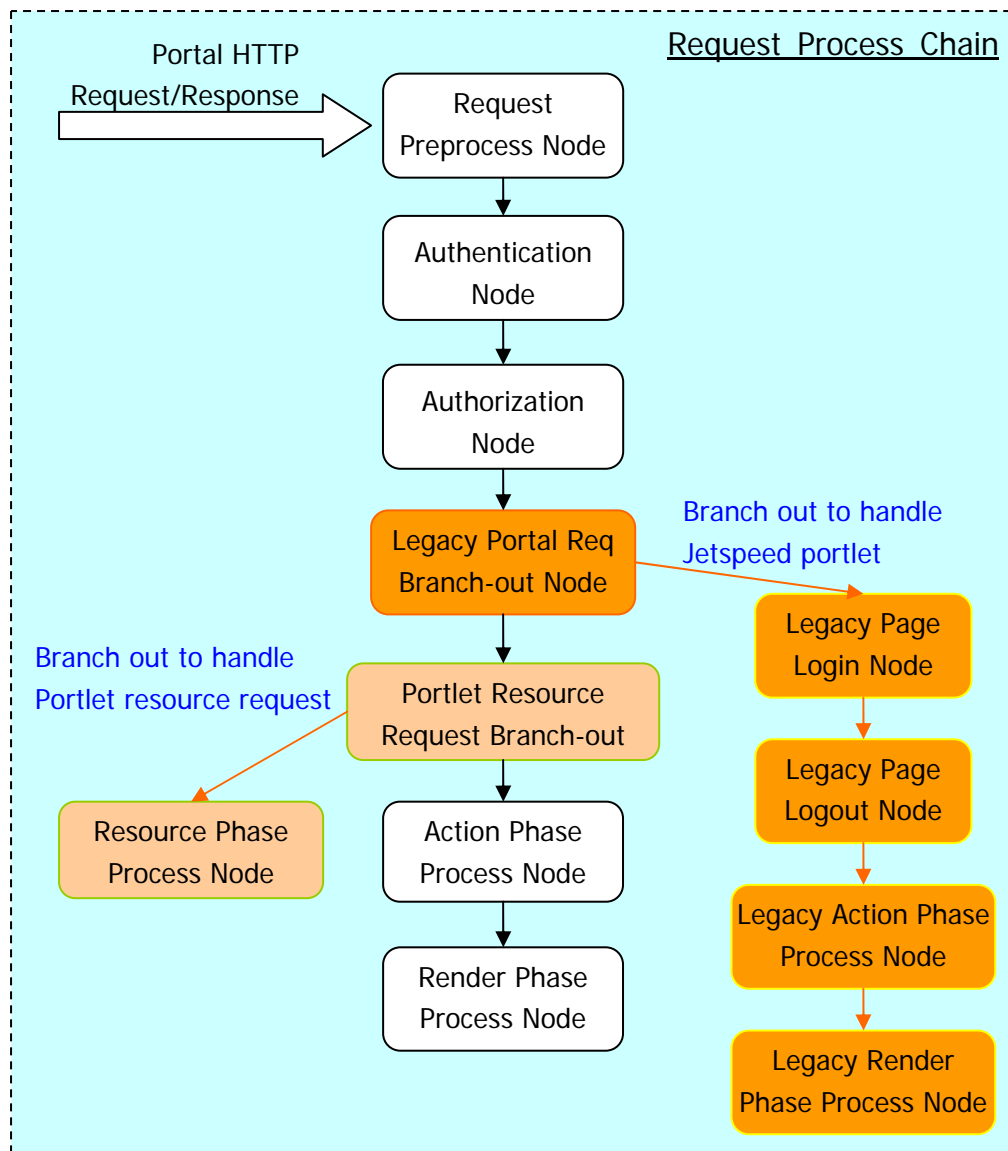 Request Process Chain
Portal HTTP
Request/Response
Request
Preprocess Node
Authentication
Node
Authorization
Node
Legacy Portal Req
Branch-out Node
Branch out to handle
Jetspeed portlet
Legacy Page
Login Node
Branch out to handle
Portlet resource request
Portlet Resource
Request Branch-out
Legacy Page
Logout Node
Resource Phase
Process Node
Action Phase
Process Node
Legacy Action Phase
Process Node
Render Phase
Process Node
Legacy Render
Phase Process Node